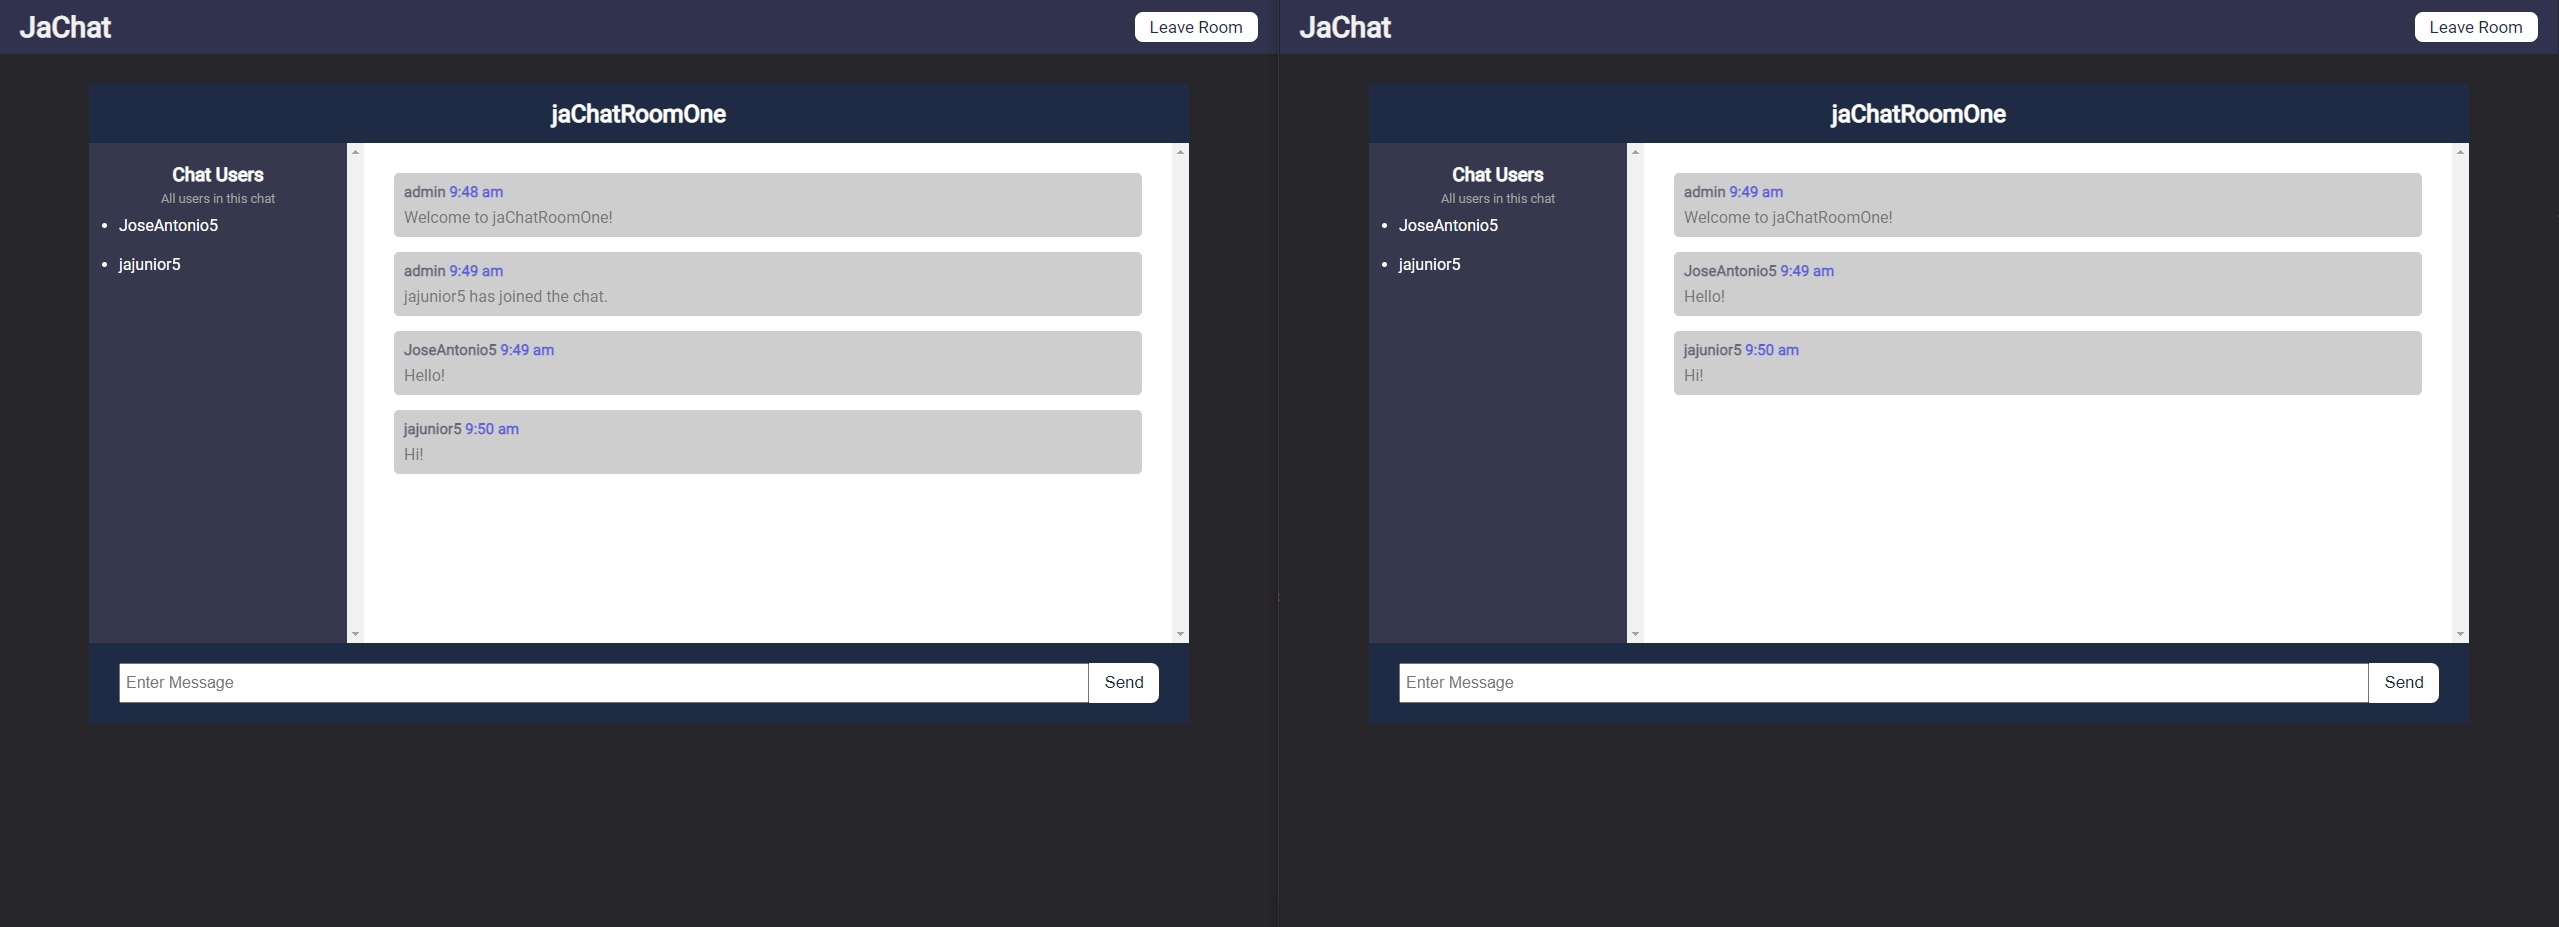 JaChat
Leave Room
jaChatRoomOne
Chat Users
All users in this chat
JoseAntonio5
jajunior5
admin 9:48 am
Welcome to jaChatRoomOne!
admin 9:49 am
jajunior5 has joined the chat.
JoseAntonio5 9:49 am
Hello!
jajunior5 9:50 am
Hi!
Enter Message
Send
JaChat
Leave Room
jaChatRoomOne
Chat Users
All users in this chat
JoseAntonio5
jajunior5
admin 9:49 am
Welcome to jaChatRoomOne!
JoseAntonio5 9:49 am
Hello!
jajunior5 9:50 am
Hi!
Enter Message
Send